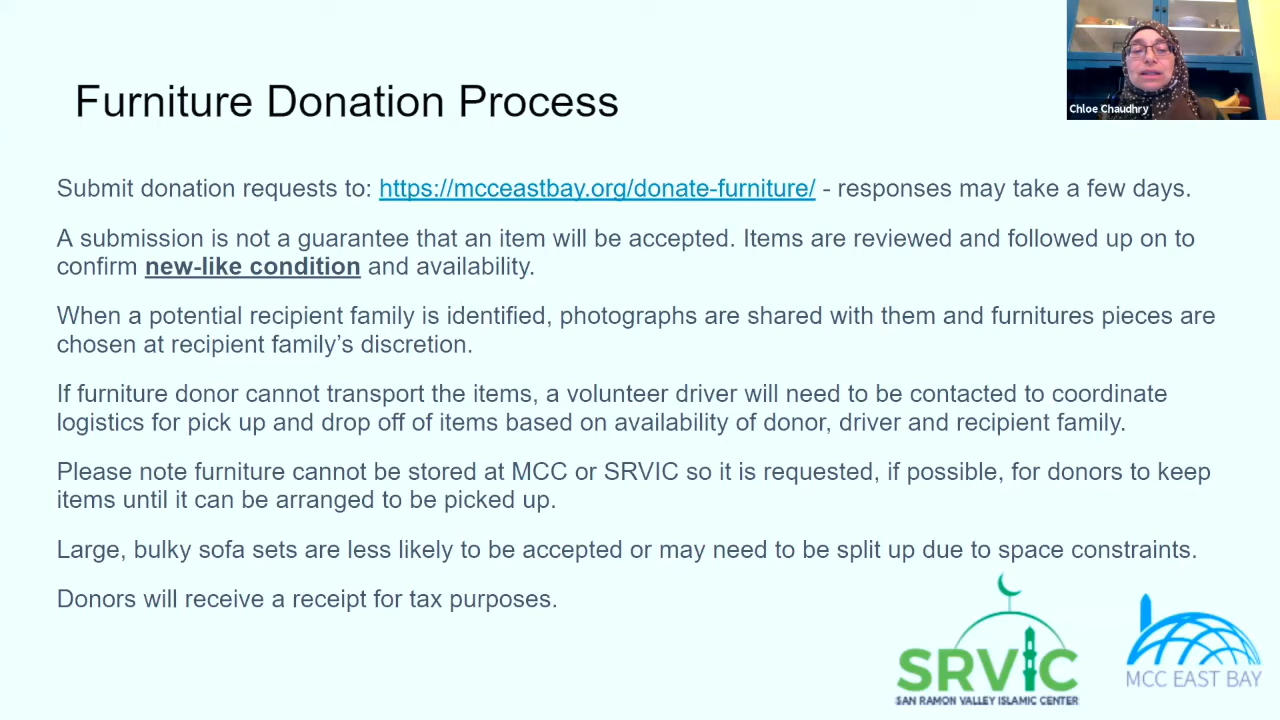 Chloe Chaudhry
Furniture Donation Process
Submit donation requests to: https://mcceastbay.org/donate-furniture/ - responses may take a few days.
A submission is not a guarantee that an item will be accepted. Items are reviewed and followed up on to
confirm new-like condition and availability.
When a potential recipient family is identified, photographs are shared with them and furnitures pieces are
chosen at recipient family’s discretion.
If furniture donor cannot transport the items, a volunteer driver will need to be contacted to coordinate
logistics for pick up and drop off of items based on availability of donor, driver and recipient family.
Please note furniture cannot be stored at MCC or SRVIC so it is requested, if possible, for donors to keep
items until it can be arranged to be picked up.
Large, bulky sofa sets are less likely to be accepted or may need to be split up due to space constraints.
Donors will receive a receipt for tax purposes.
SRVIC
SAN RAMON VALLEY ISLAMIC CENTER
MCC EAST BAY